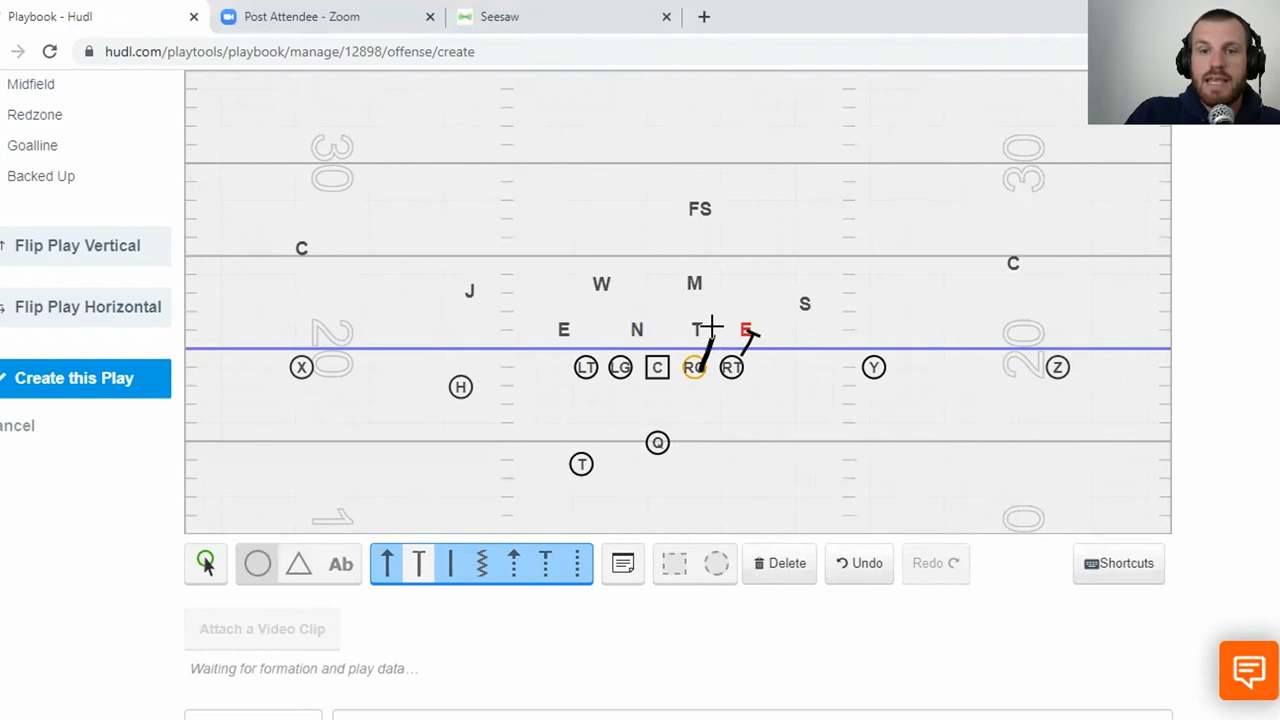 Playbook - Hudl
Post Attendee - Zoom
Seesaw
hudl.com/playtools/playbook/manage/12898/offense/create
Midfield
Redzone
Goalline
Backed Up
Flip Play Vertical
Flip Play Horizontal
Create this Play
ancel
30
30
FS
C
C
J
W
M
S
E
N
T
E
20
20
X
H
LT
LG
C
RG
RT
Y
Z
Q
T
1
0
Ab
Delete
Undo
Redo
Shortcuts
Attach a Video Clip
Waiting for formation and play data...